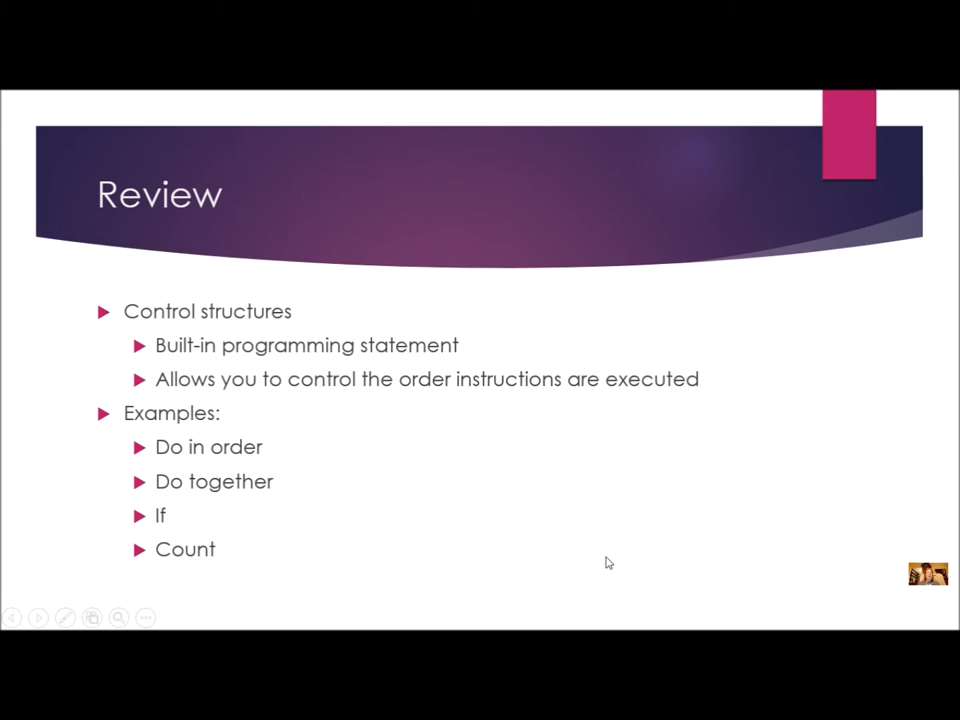 Review
Control structures
Built-in programming statement
Allows you to control the order instructions are executed
Examples:
Do in order
Do together
If
Count